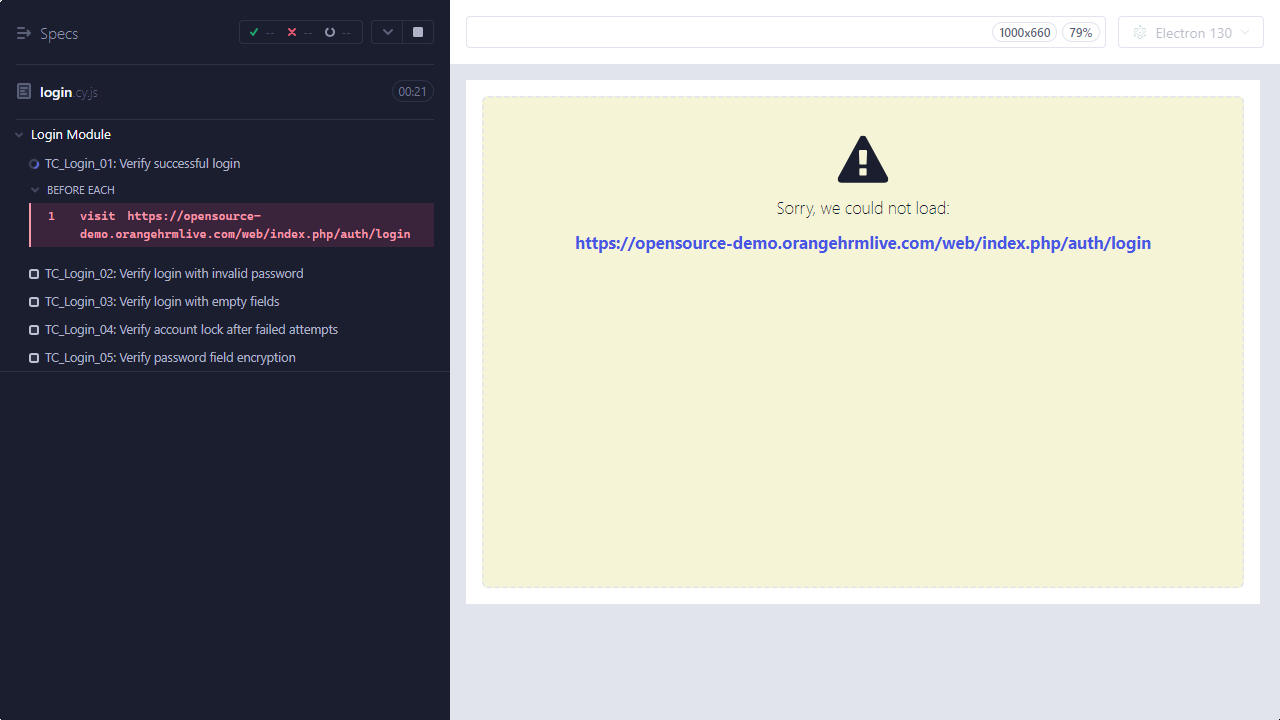 Specs
-- -- --
login.cy.js
00:21
Login Module
TC_Login_01: Verify successful login
BEFORE EACH
1 visit https://opensource-
demo.orangehrmlive.com/web/index.php/auth/login
TC_Login_02: Verify login with invalid password
TC_Login_03: Verify login with empty fields
TC_Login_04: Verify account lock after failed attempts
TC_Login_05: Verify password field encryption
1000x660
79%
Electron 130
Sorry, we could not load:
https://opensource-demo.orangehrmlive.com/web/index.php/auth/login